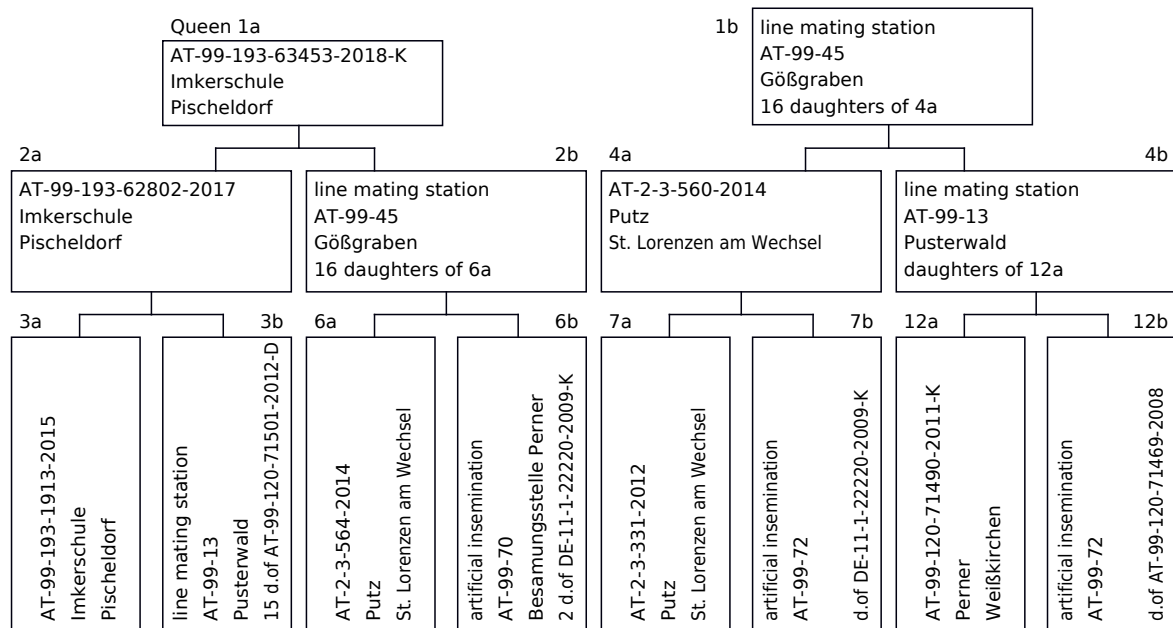 Queen 1a
AT-99-193-63453-2018-K
Imkerschule
Pischeldorf
1b
line mating station
AT-99-45
Gößgraben
16 daughters of 4a
2a
AT-99-193-62802-2017
Imkerschule
Pischeldorf
2b
line mating station
AT-99-45
Gößgraben
16 daughters of 6a
4a
AT-2-3-560-2014
Putz
St. Lorenzen am Wechsel
4b
line mating station
AT-99-13
Pusterwald
daughters of 12a
3a
AT-99-193-1913-2015
Imkerschule
Pischeldorf
3b
line mating station
AT-99-13
Pusterwald
15 d.of AT-99-120-71501-2012-D
6a
AT-2-3-564-2014
Putz
St. Lorenzen am Wechsel
6b
artificial insemination
AT-99-70
Besamungsstelle Perner
2 d.of DE-11-1-22220-2009-K
7a
AT-2-3-331-2012
Putz
St. Lorenzen am Wechsel
7b
artificial insemination
AT-99-72
d.of DE-11-1-22220-2009-K
12a
AT-99-120-71490-2011-K
Perner
Weißkirchen
12b
artificial insemination
AT-99-72
d.of AT-99-120-71469-2008